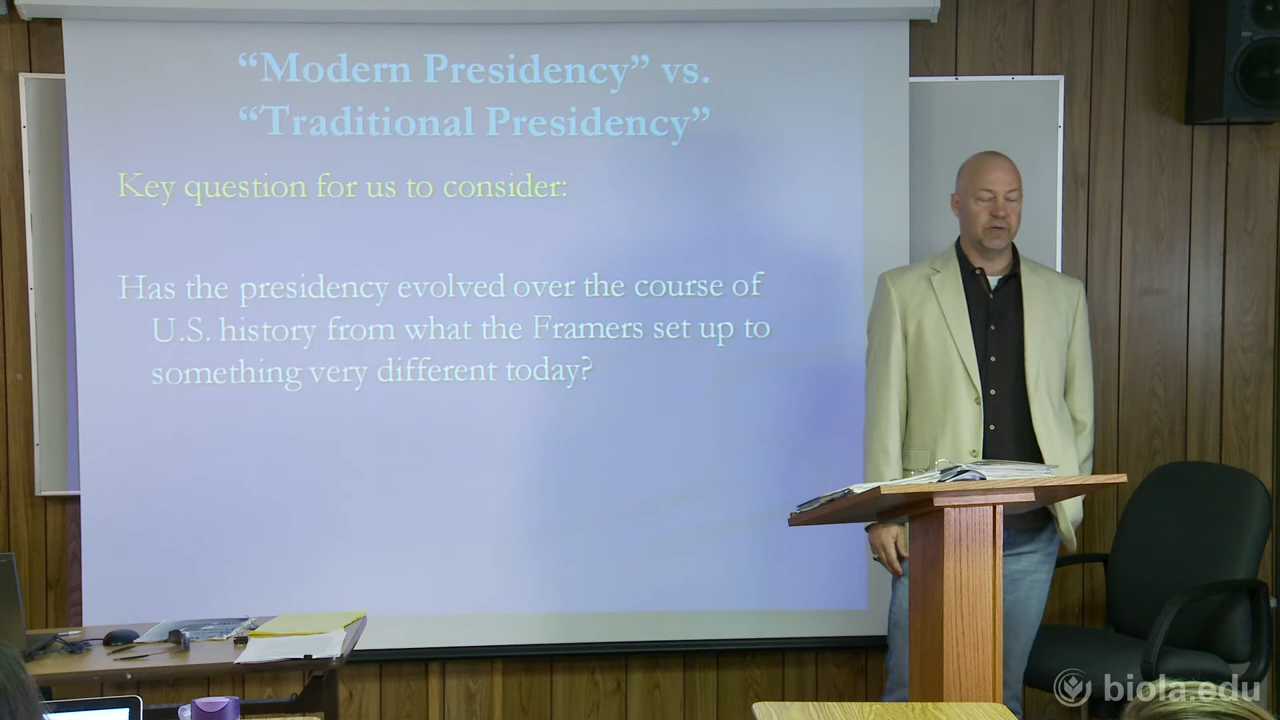 “Modern Presidency” vs.
“Traditional Presidency”
Key question for us to consider:
Has the presidency evolved over the course of
U.S. history from what the Framers set up to
something very different today?
biola.edu